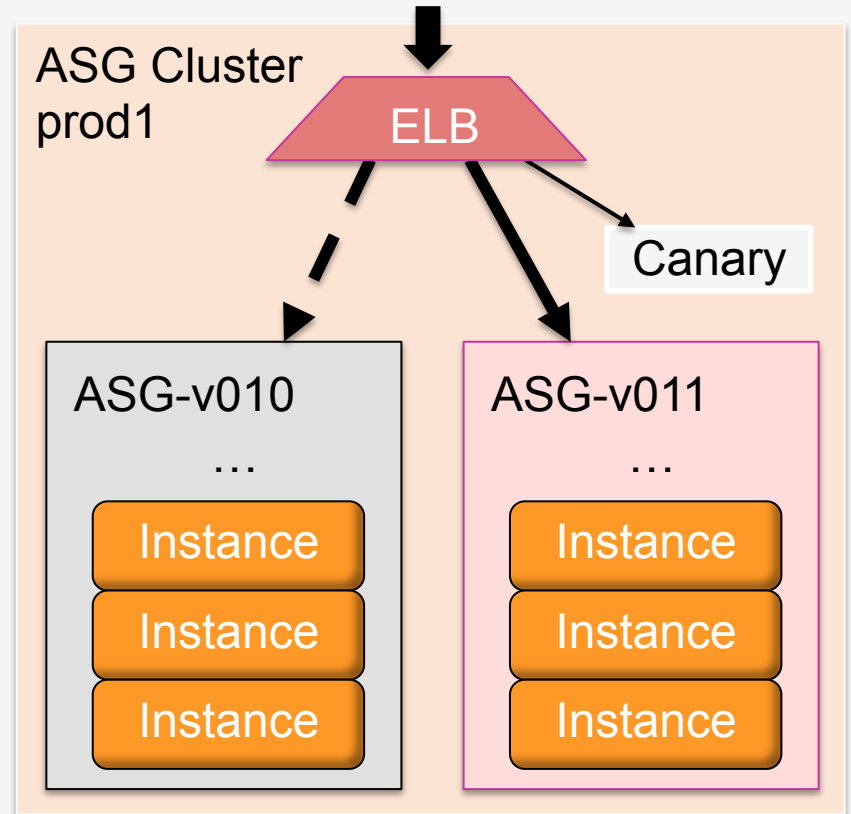 ASG Cluster
prod1
ELB
Canary
ASG-v010
…
Instance
Instance
Instance
ASG-v011
…
Instance
Instance
Instance